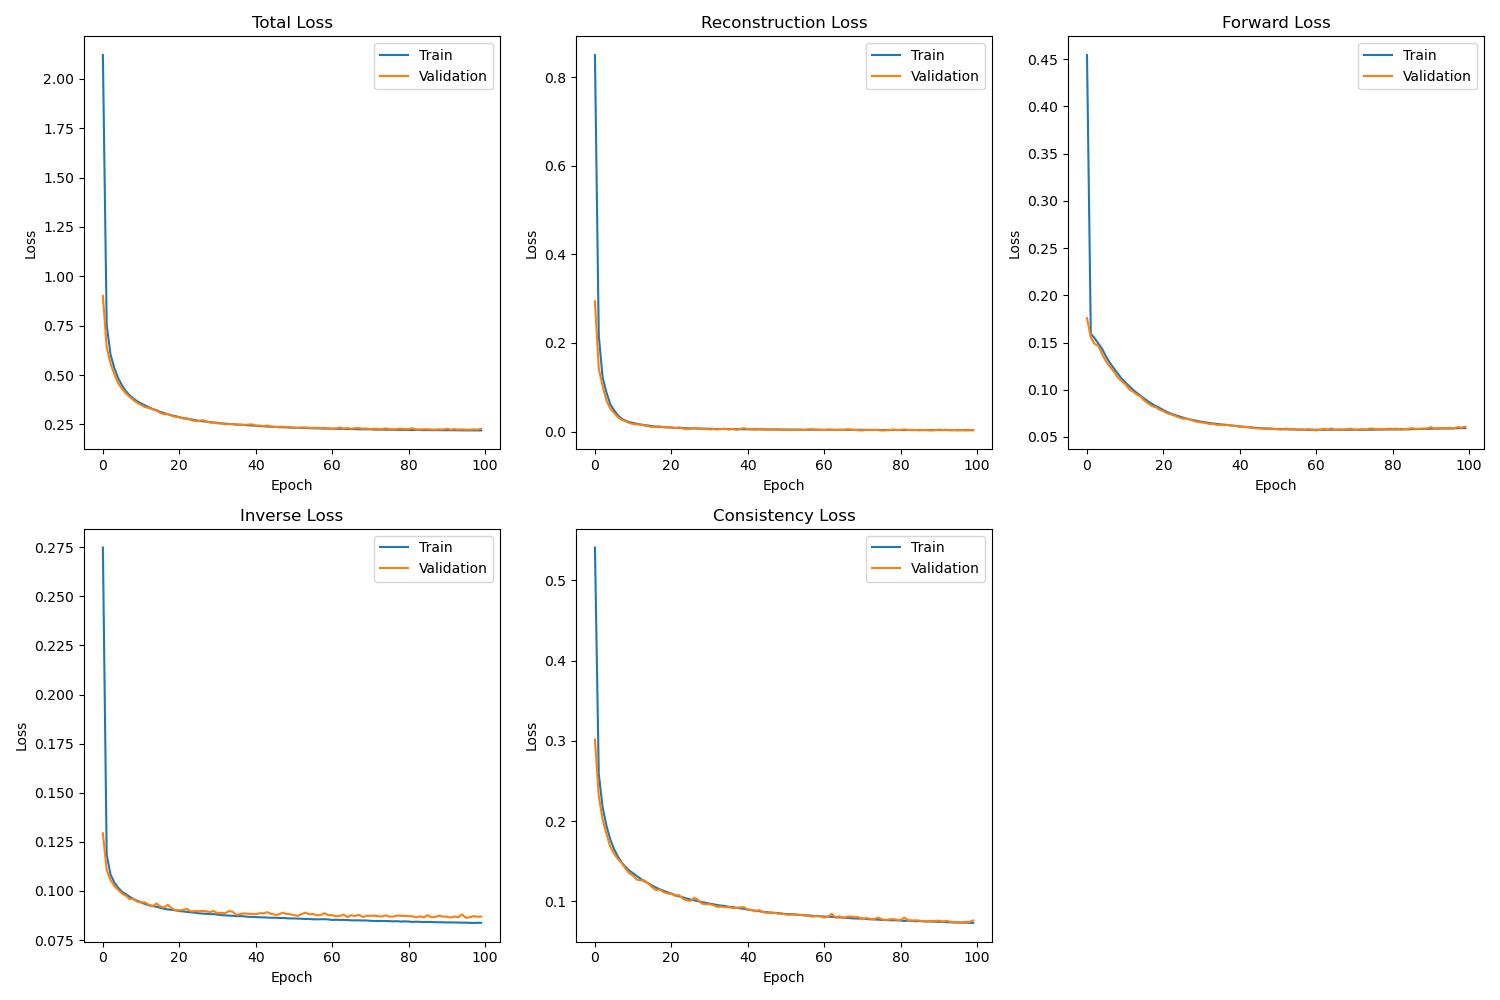 Total Loss
Train
Validation
2.00
1.75
1.50
1.25
1.00
0.75
0.50
0.25
Loss
0 20 40 60 80 100
Epoch
Reconstruction Loss
Train
Validation
0.8
0.6
0.4
0.2
0.0
Loss
0 20 40 60 80 100
Epoch
Forward Loss
Train
Validation
0.45
0.40
0.35
0.30
0.25
0.20
0.15
0.10
0.05
Loss
0 20 40 60 80 100
Epoch
Inverse Loss
Train
Validation
0.275
0.250
0.225
0.200
0.175
0.150
0.125
0.100
0.075
Loss
0 20 40 60 80 100
Epoch
Consistency Loss
Train
Validation
0.5
0.4
0.3
0.2
0.1
Loss
0 20 40 60 80 100
Epoch